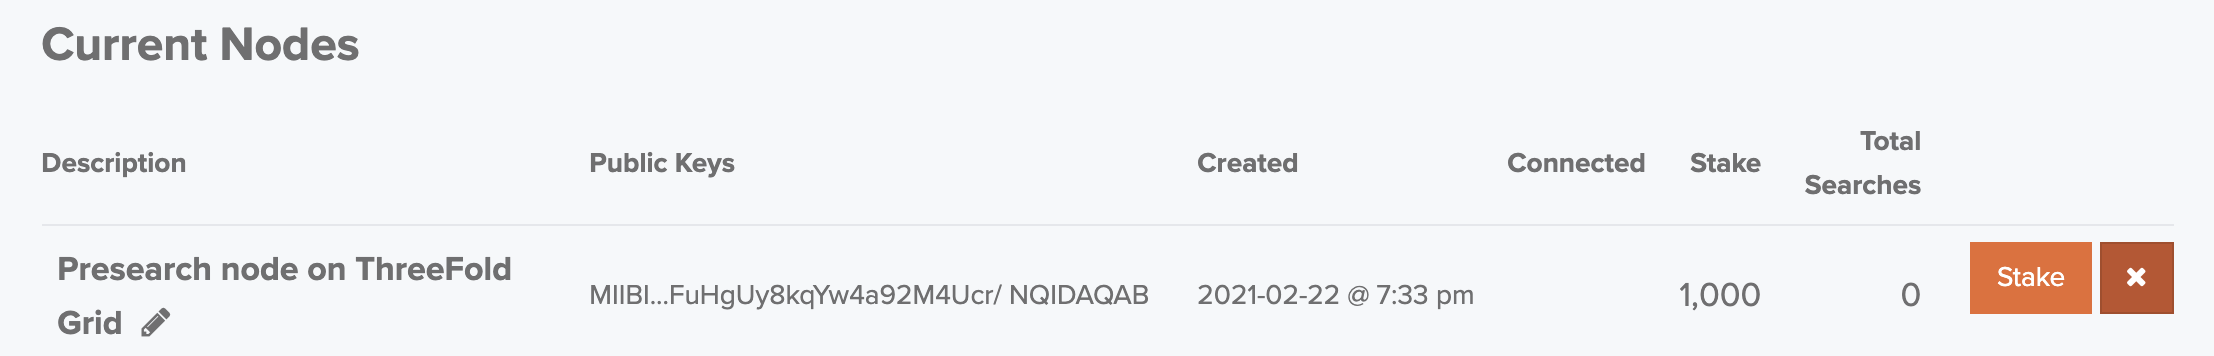 Current Nodes
Description Public Keys Created Connected Stake Total Searches
Presearch node on ThreeFold Grid MIIBI...FuHgUy8kqYw4a92M4Ucr/ NQIDAQAB 2021-02-22 @ 7:33 pm 1,000 0 Stake ×